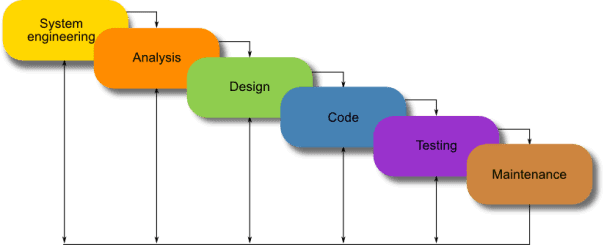 System
engineering
Analysis
Design
Code
Testing
Maintenance